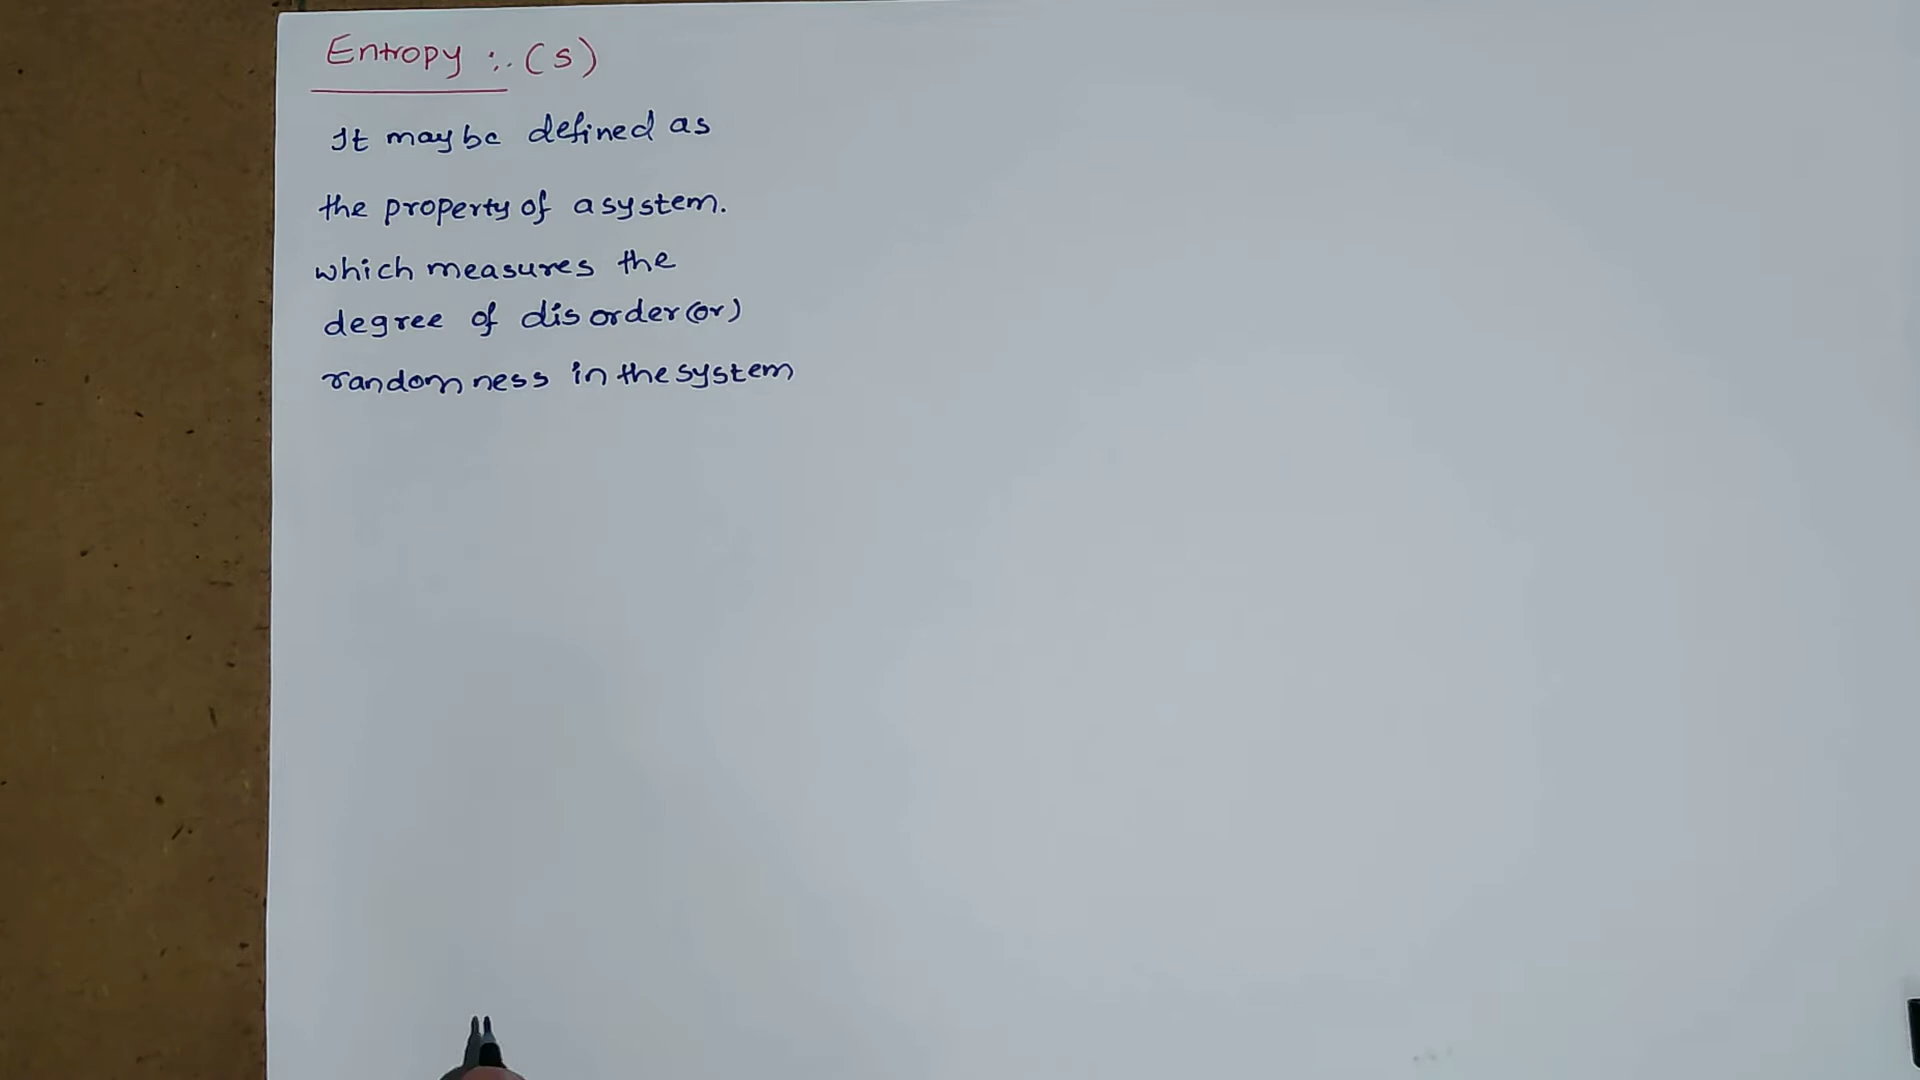 Entropy :. (s)
It may be defined as
the property of a system.
which measures the
degree of disorder (or)
randomness in the system